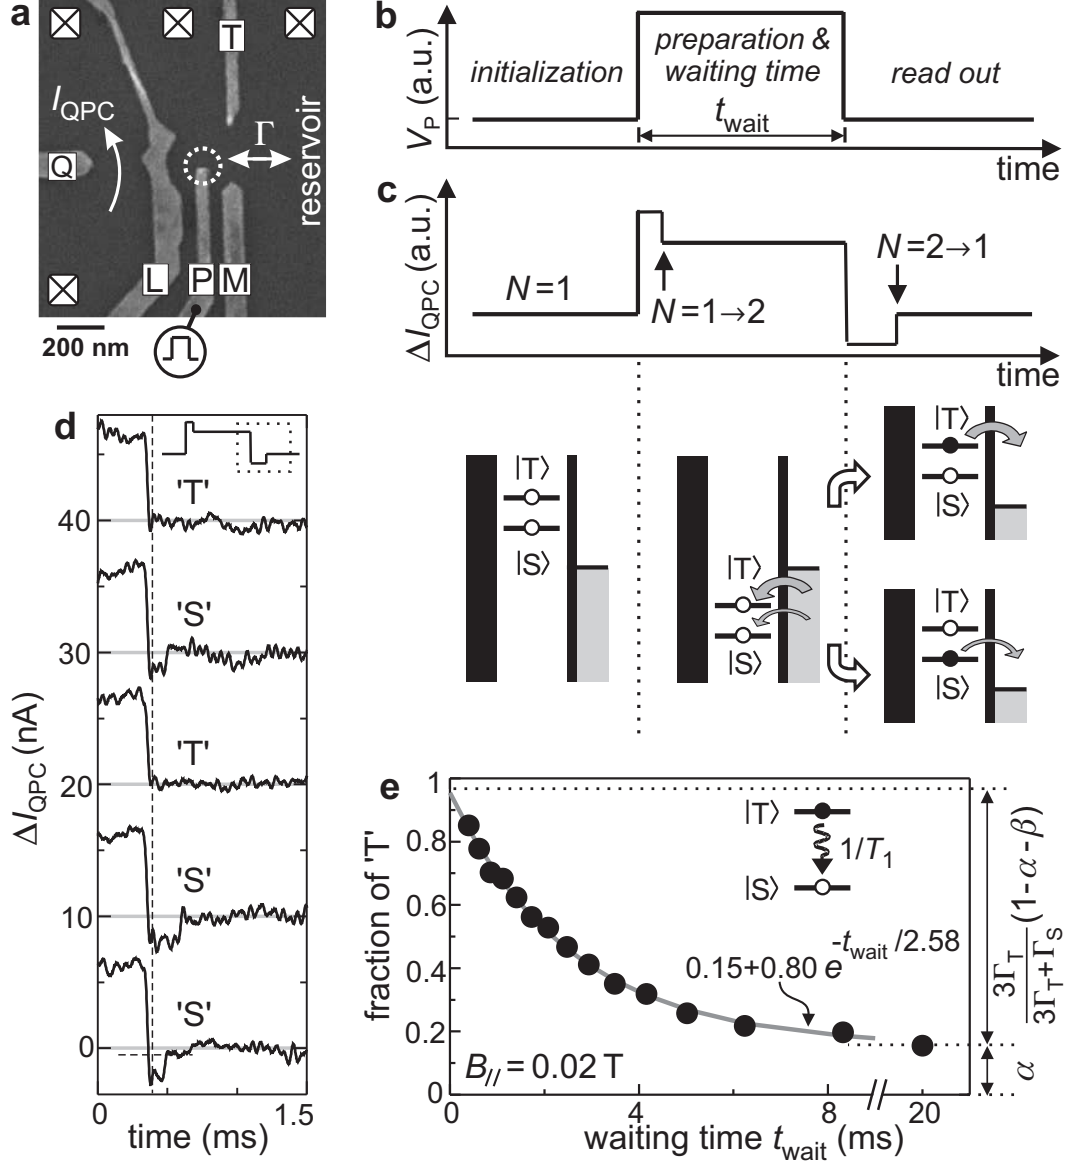 a
T
I_QPC
Γ
Q
reservoir
L
P
M
200 nm
b
V_P (a.u.)
initialization
preparation &
waiting time
t_wait
read out
time
c
ΔI_QPC (a.u.)
N=1
N=1→2
N=2→1
time
|T⟩
|S⟩
|T⟩
|S⟩
|T⟩
|S⟩
|T⟩
|S⟩
d
'T'
40
'S'
30
'T'
20
'S'
10
'S'
0
ΔI_QPC (nA)
0
1.5
time (ms)
e
1
0.8
0.6
0.4
0.2
0
fraction of 'T'
|T⟩
1/T₁
|S⟩
0.15+0.80 e^(-t_wait/2.58)
B_// = 0.02 T
3Γ_T/(3Γ_T+Γ_S) (1-α-β)
α
0
4
8
20
waiting time t_wait (ms)